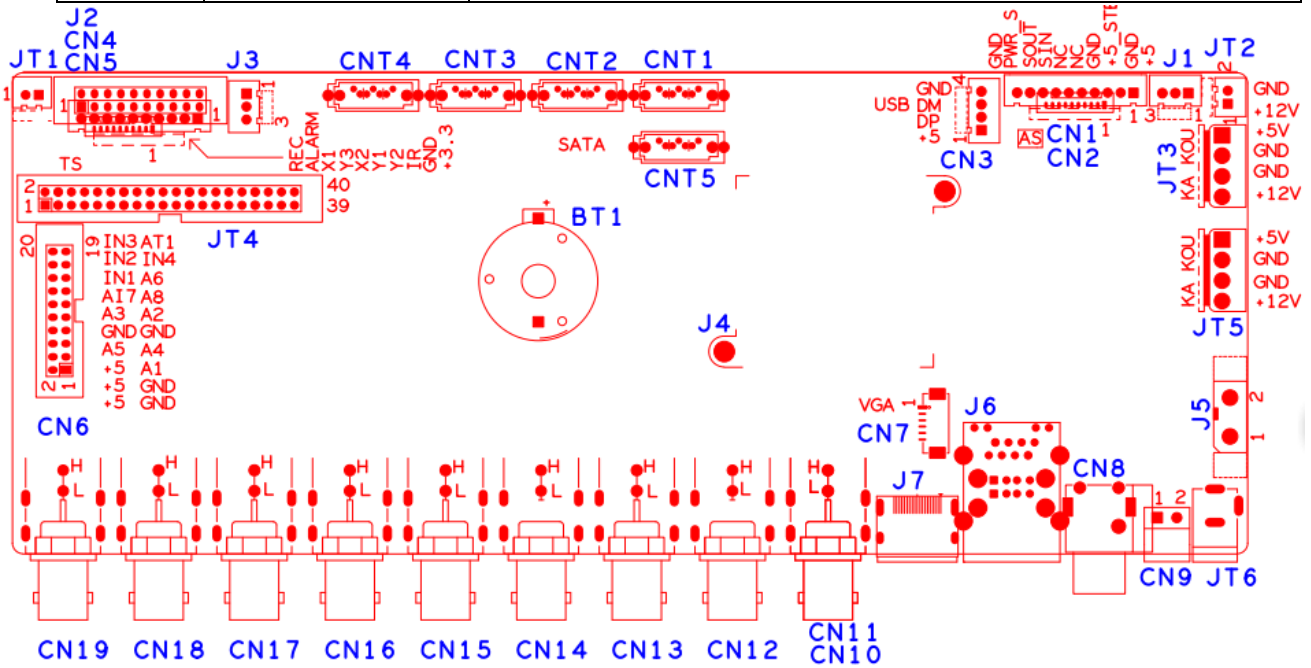 J2
CN4
CN5
JT1
J3
CNT4
CNT3
CNT2
CNT1
J1
JT2
GND
PWR_S
SOUT
SIN
NC
NC
GND
+5_STB
GND
+5
1
1
1
1
1
3
4
1
1
1
3
2
GND
+12V
GND
USB DM
DP
+5
CN3
AS
CN1
CN2
SATA
CNT5
REC
ALARM
X1
Y3
X2
Y1
Y2
IR
GND
+3.3
JT3
KOU
KA
+5V
GND
GND
+12V
TS
2
1
40
39
JT4
BT1
+
20
19
IN3 AT1
IN2 IN4
IN1 A6
AI7 A8
A3 A2
GND GND
A5 A4
+5 A1
+5 GND
+5 GND
2
1
CN6
KOU
KA
+5V
GND
GND
+12V
JT5
J4
VGA 1
CN7
J6
J5
2
1
J7
CN8
1 2
CN9
JT6
H H H H H H H H H
L L L L L L L L L
CN19 CN18 CN17 CN16 CN15 CN14 CN13 CN12 CN11
CN10